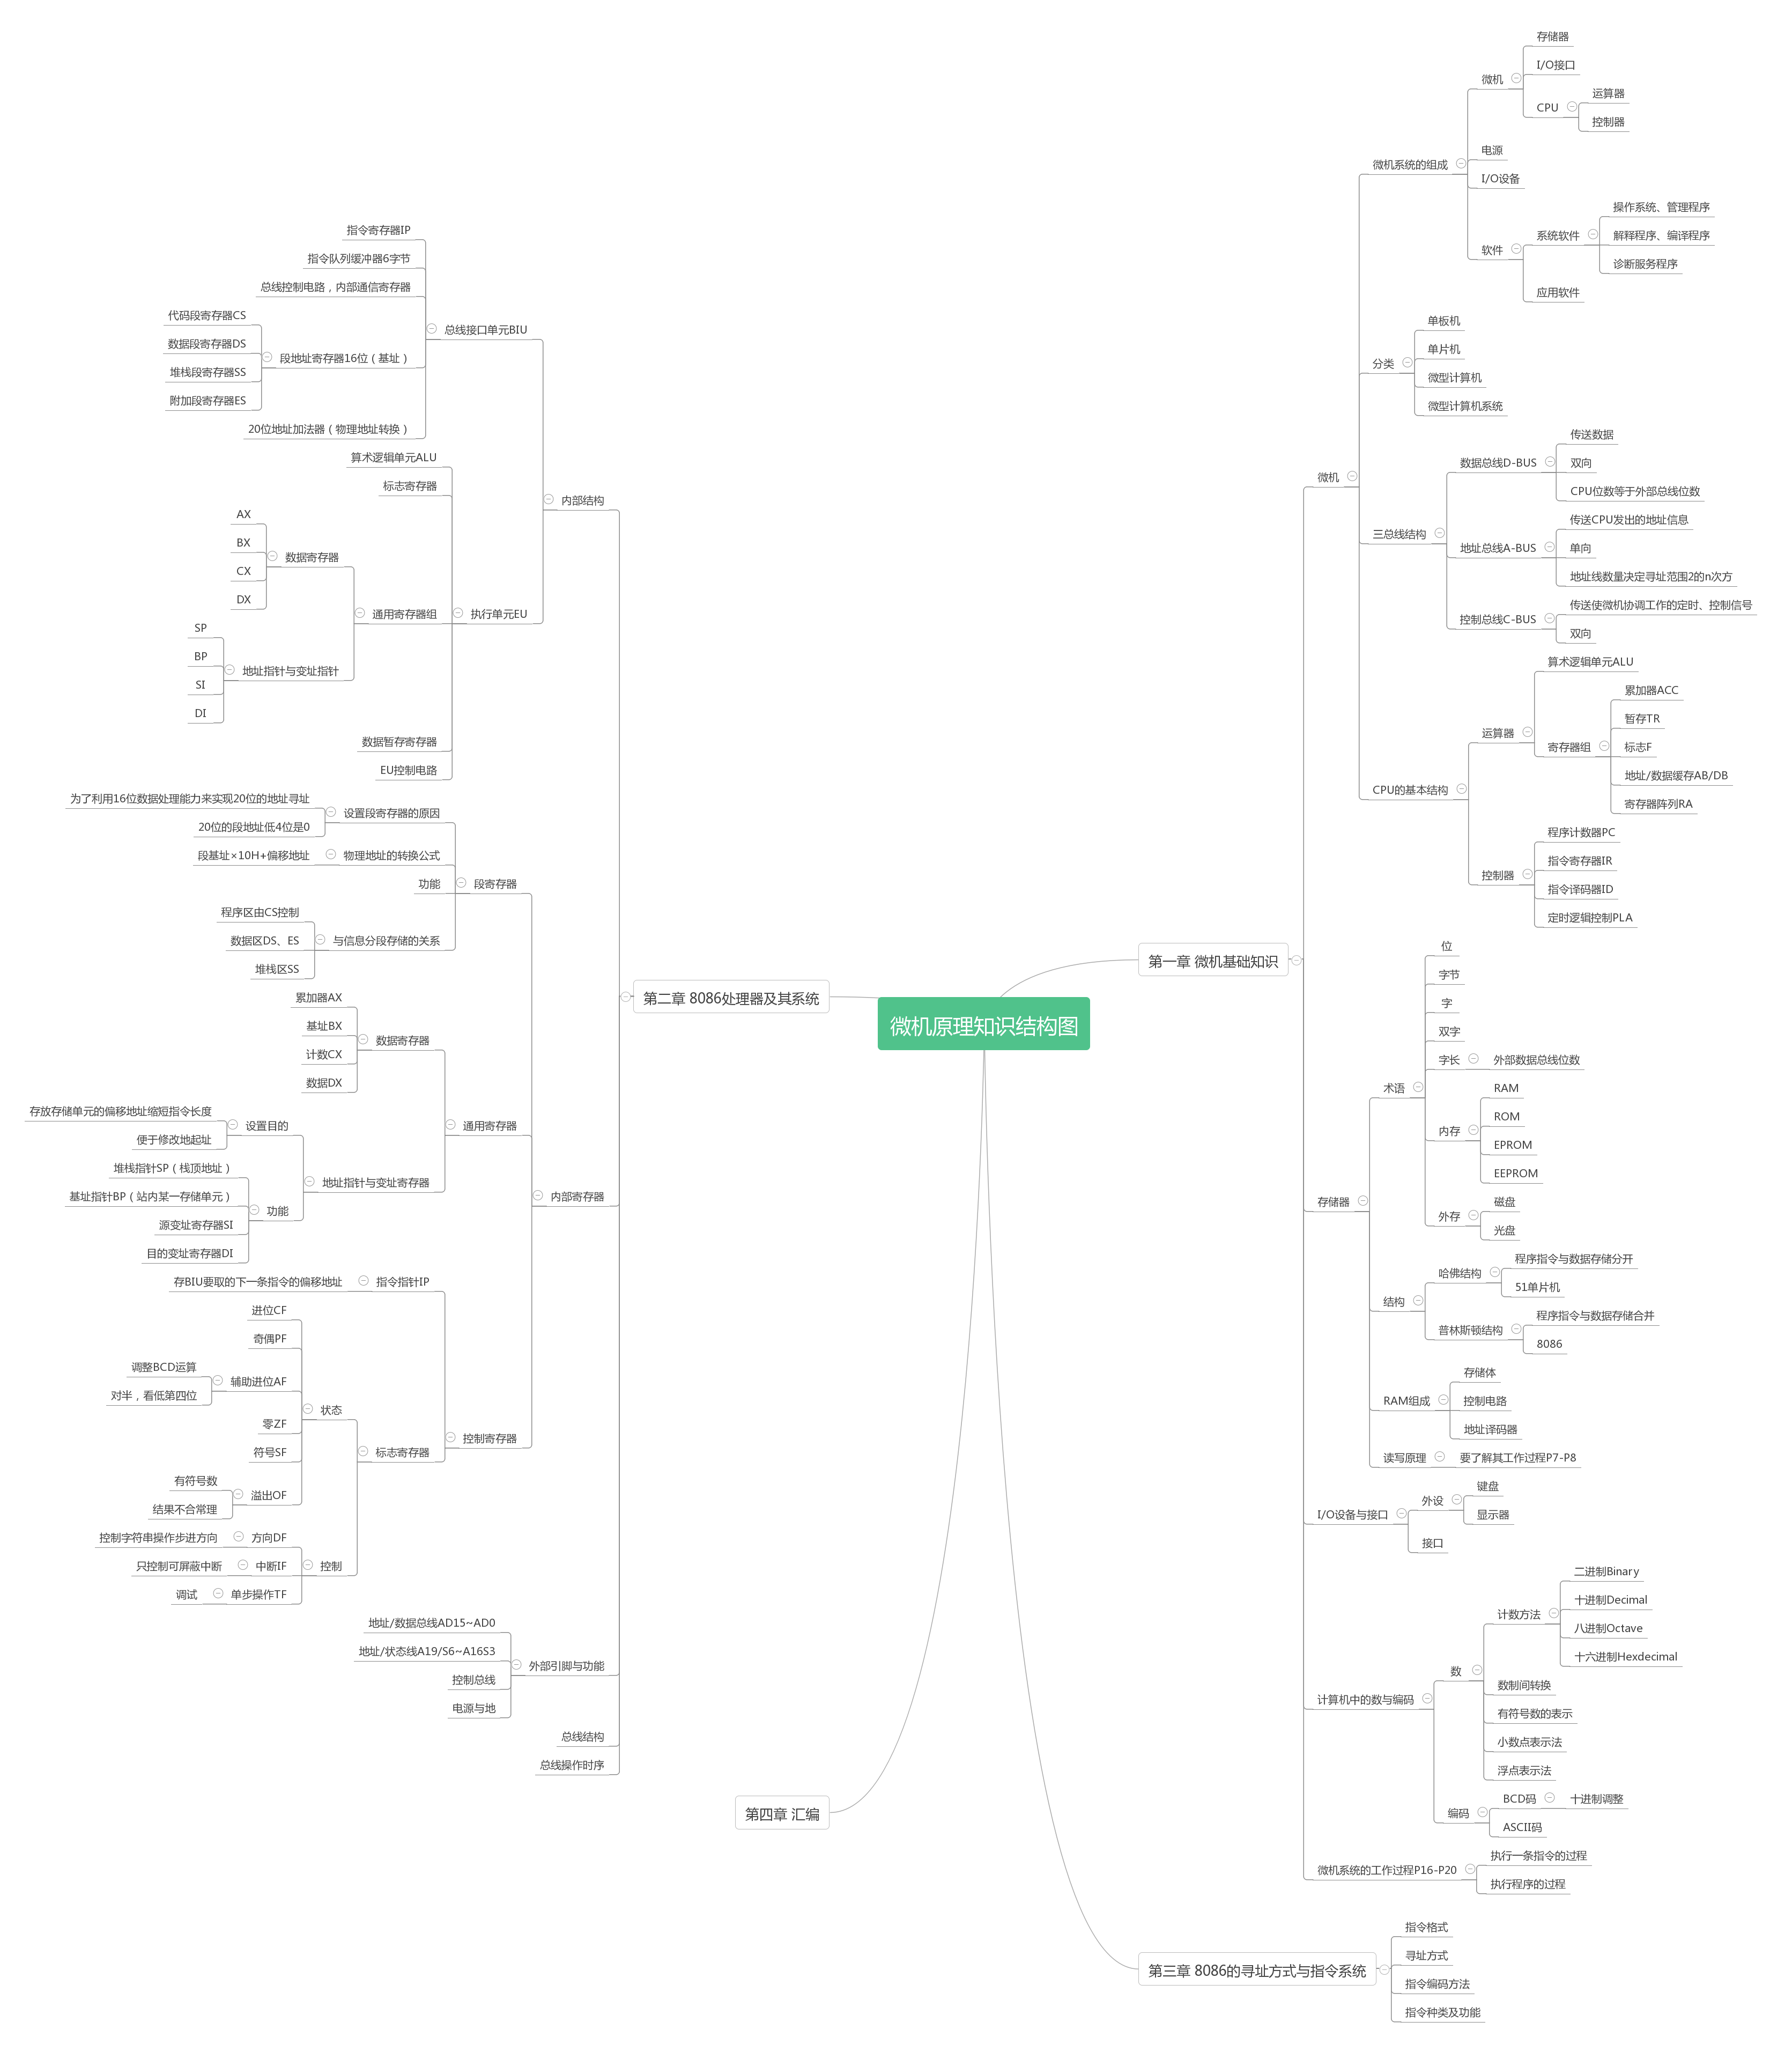 微机原理知识结构图
第一章 微机基础知识
微机
微机系统的组成
微机
存储器
I/O接口
CPU
运算器
控制器
电源
I/O设备
软件
系统软件
操作系统、管理程序
解释程序、编译程序
诊断服务程序
应用软件
分类
单板机
单片机
微型计算机
微型计算机系统
三总线结构
数据总线D-BUS
传送数据
双向
CPU位数等于外部总线位数
地址总线A-BUS
传送CPU发出的地址信息
单向
地址线数量决定寻址范围2的n次方
控制总线C-BUS
传送使微机协调工作的定时、控制信号
双向
CPU的基本结构
运算器
算术逻辑单元ALU
寄存器组
累加器ACC
暂存TR
标志F
地址/数据缓存AB/DB
寄存器阵列RA
控制器
程序计数器PC
指令寄存器IR
指令译码器ID
定时逻辑控制PLA
存储器
术语
位
字节
字
双字
字长
外部数据总线位数
内存
RAM
ROM
EPROM
EEPROM
外存
磁盘
光盘
结构
哈佛结构
程序指令与数据存储分开
51单片机
普林斯顿结构
程序指令与数据存储合并
8086
RAM组成
存储体
控制电路
地址译码器
读写原理
要了解其工作过程P7-P8
I/O设备与接口
外设
键盘
显示器
接口
计算机中的数与编码
数
计数方法
二进制Binary
十进制Decimal
八进制Octave
十六进制Hexdecimal
数制间转换
有符号数的表示
小数点表示法
浮点表示法
编码
BCD码
十进制调整
ASCII码
微机系统的工作过程P16-P20
执行一条指令的过程
执行程序的过程
第二章 8086处理器及其系统
内部结构
总线接口单元BIU
指令寄存器IP
指令队列缓冲器6字节
总线控制电路，内部通信寄存器
段地址寄存器16位（基址）
代码段寄存器CS
数据段寄存器DS
堆栈段寄存器SS
附加段寄存器ES
20位地址加法器（物理地址转换）
执行单元EU
算术逻辑单元ALU
标志寄存器
通用寄存器组
数据寄存器
AX
BX
CX
DX
地址指针与变址指针
SP
BP
SI
DI
数据暂存寄存器
EU控制电路
内部寄存器
段寄存器
设置段寄存器的原因
为了利用16位数据处理能力来实现20位的地址寻址
20位的段地址低4位是0
物理地址的转换公式
段基址×10H+偏移地址
功能
与信息分段存储的关系
程序区由CS控制
数据区DS、ES
堆栈区SS
通用寄存器
数据寄存器
累加器AX
基址BX
计数CX
数据DX
地址指针与变址寄存器
设置目的
存放存储单元的偏移地址缩短指令长度
便于修改地起址
功能
堆栈指针SP（栈顶地址）
基址指针BP（站内某一存储单元）
源变址寄存器SI
目的变址寄存器DI
控制寄存器
指令指针IP
存BIU要取的下一条指令的偏移地址
标志寄存器
状态
进位CF
奇偶PF
辅助进位AF
调整BCD运算
对半，看低第四位
零ZF
符号SF
溢出OF
有符号数
结果不合常理
控制
方向DF
控制字符串操作步进方向
中断IF
只控制可屏蔽中断
单步操作TF
调试
外部引脚与功能
地址/数据总线AD15~AD0
地址/状态线A19/S6~A16S3
控制总线
电源与地
总线结构
总线操作时序
第三章 8086的寻址方式与指令系统
指令格式
寻址方式
指令编码方法
指令种类及功能
第四章 汇编